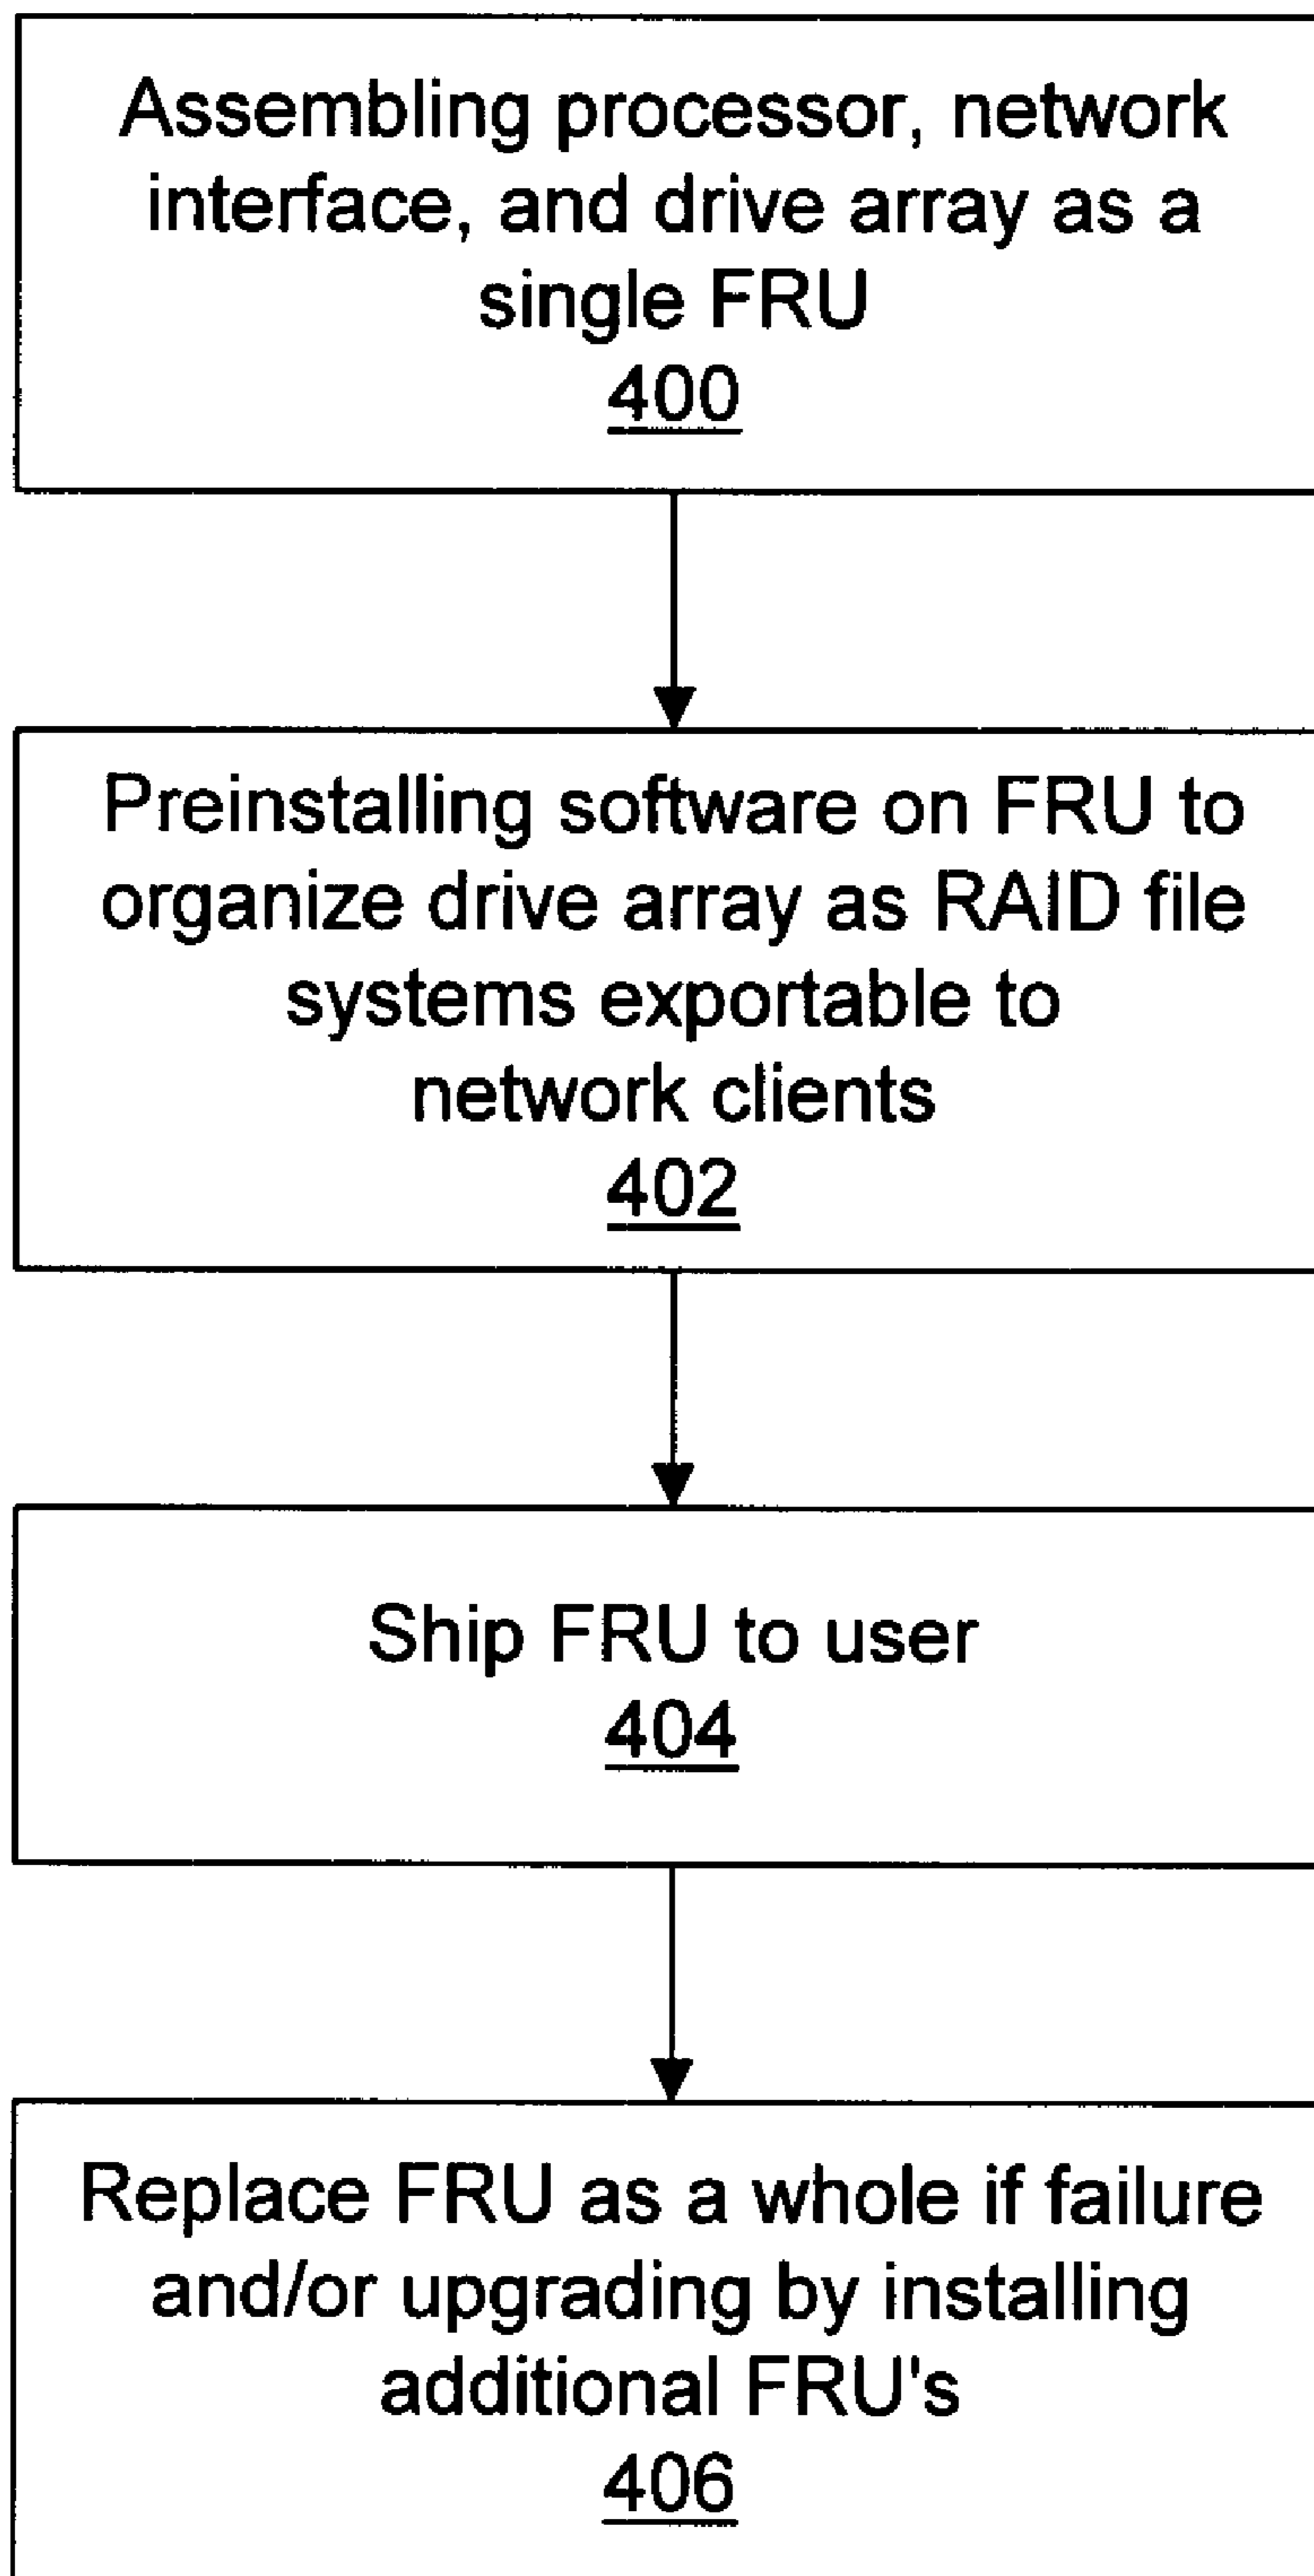 Assembling processor, network
interface, and drive array as a
single FRU
400
Preinstalling software on FRU to
organize drive array as RAID file
systems exportable to
network clients
402
Ship FRU to user
404
Replace FRU as a whole if failure
and/or upgrading by installing
additional FRU's
406